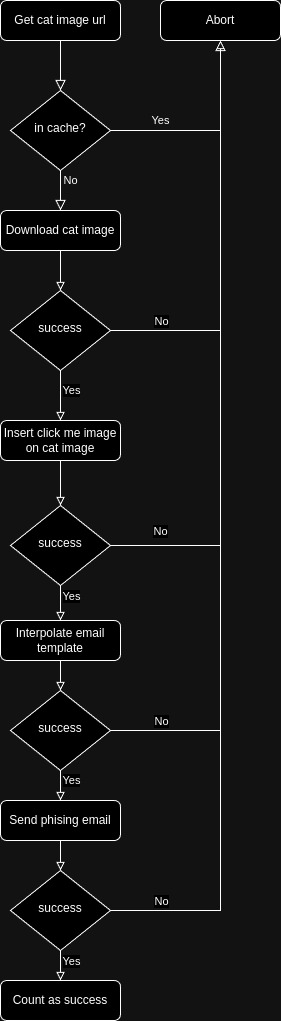 Get cat image url
Abort
in cache?
Yes
No
Download cat image
success
No
Yes
Insert click me image
on cat image
success
No
Yes
Interpolate email
template
success
No
Yes
Send phising email
success
No
Yes
Count as success